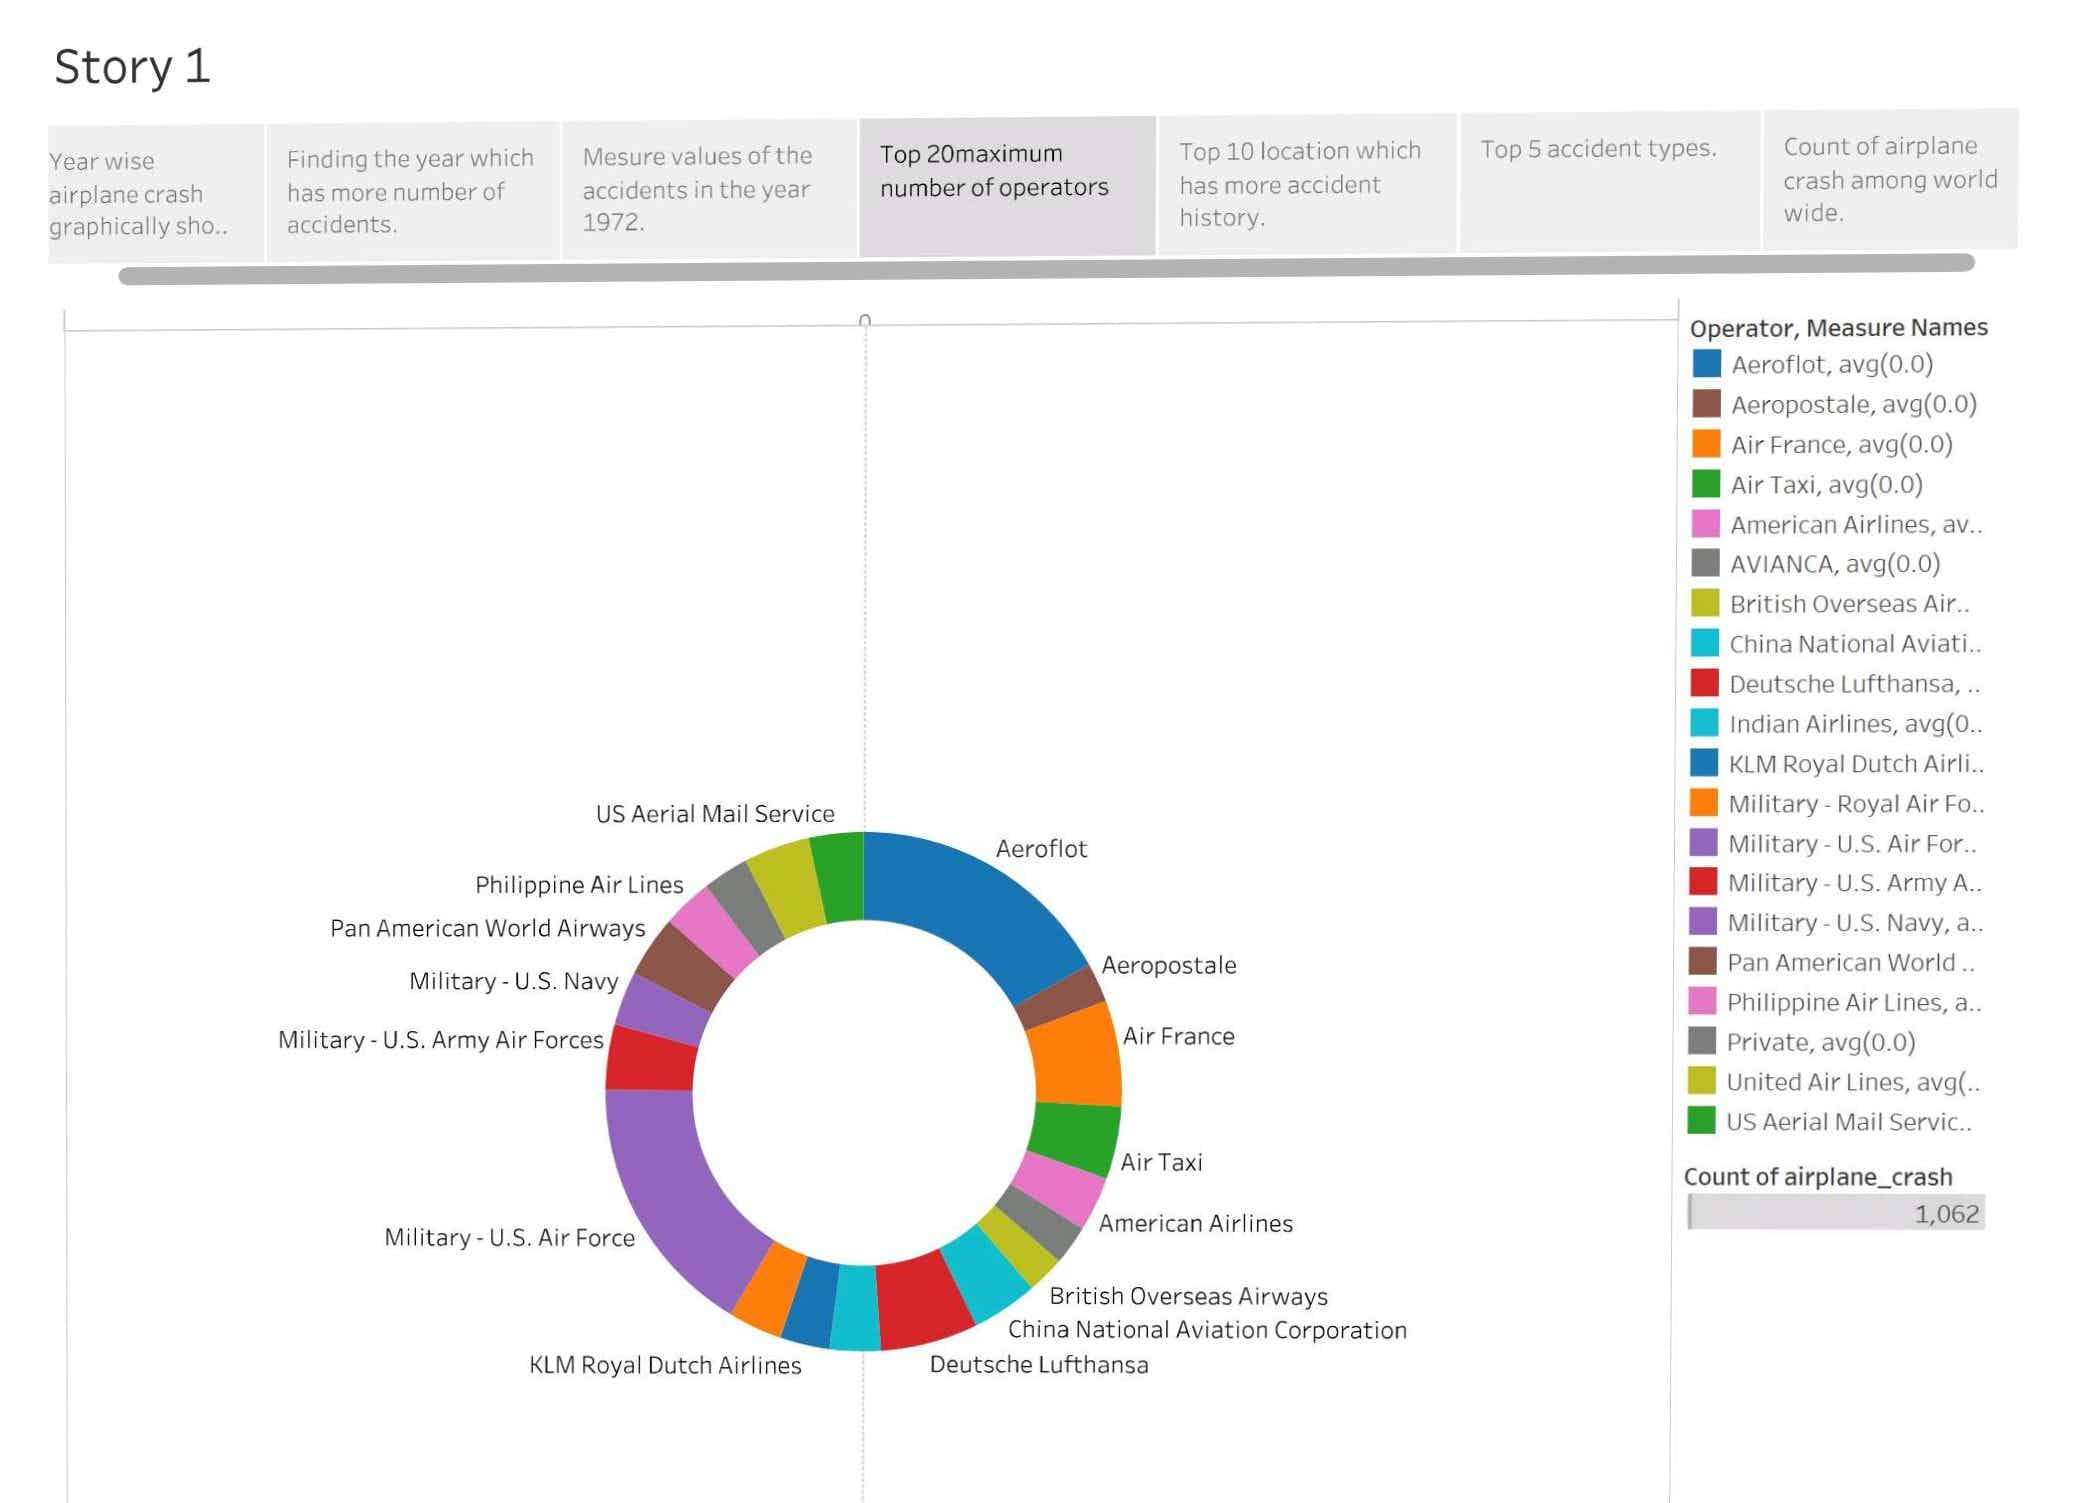 Story 1
Year wise
airplane crash
graphically sho..
Finding the year which
has more number of
accidents.
Mesure values of the
accidents in the year
1972.
Top 20maximum
number of operators
Top 10 location which
has more accident
history.
Top 5 accident types.
Count of airplane
crash among world
wide.
0
US Aerial Mail Service
Philippine Air Lines
Pan American World Airways
Military - U.S. Navy
Military - U.S. Army Air Forces
Military - U.S. Air Force
KLM Royal Dutch Airlines
Aeroflot
Aeropostale
Air France
Air Taxi
American Airlines
British Overseas Airways
China National Aviation Corporation
Deutsche Lufthansa
Operator, Measure Names
Aeroflot, avg(0.0)
Aeropostale, avg(0.0)
Air France, avg(0.0)
Air Taxi, avg(0.0)
American Airlines, av..
AVIANCA, avg(0.0)
British Overseas Air..
China National Aviati..
Deutsche Lufthansa, ..
Indian Airlines, avg(0..
KLM Royal Dutch Airli..
Military - Royal Air Fo..
Military - U.S. Air For..
Military - U.S. Army A..
Military - U.S. Navy, a..
Pan American World ..
Philippine Air Lines, a..
Private, avg(0.0)
United Air Lines, avg(..
US Aerial Mail Servic..
Count of airplane_crash
1,062